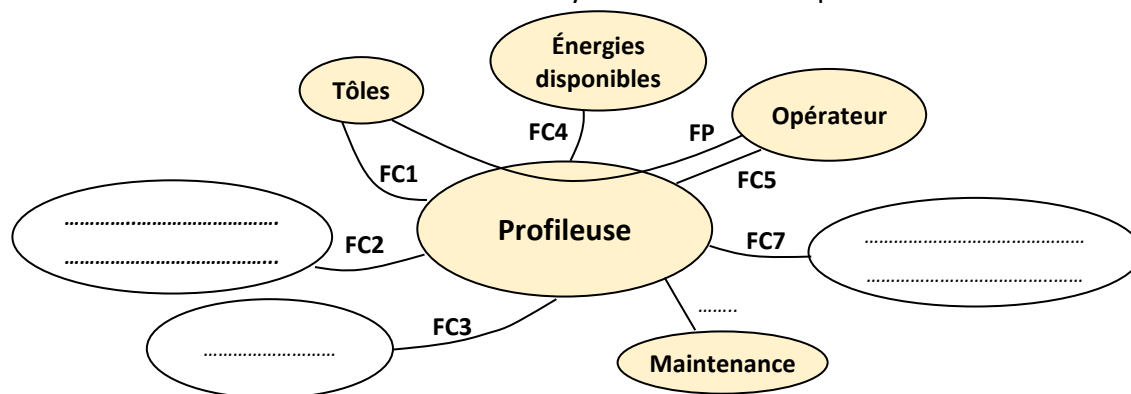 Énergies
disponibles
Tôles
Opérateur
FC4
FP
FC1
FC5
Profileuse
FC2
FC7
FC3
........
Maintenance